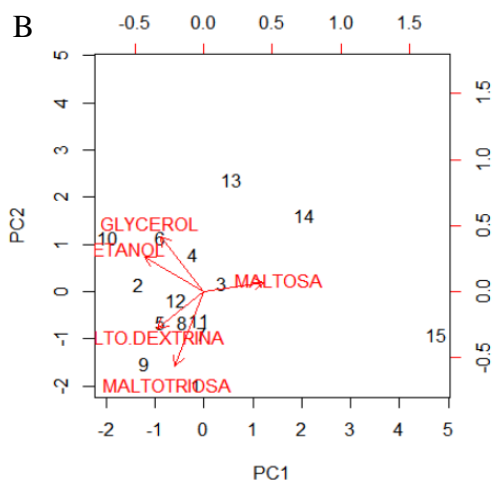 B
-0.5 0.0 0.5 1.0 1.5
5
4
3
2
1
0
-1
-2
PC2
1.5
1.0
0.5
0.0
-0.5
13
14
GLYCEROL
10 6
ETANOL
4
2
3
MALTOSA
12
5 8 11
LTO.DEXTRINA
15
9
MALTOTRIOSA
1
-2 -1 0 1 2 3 4 5
PC1